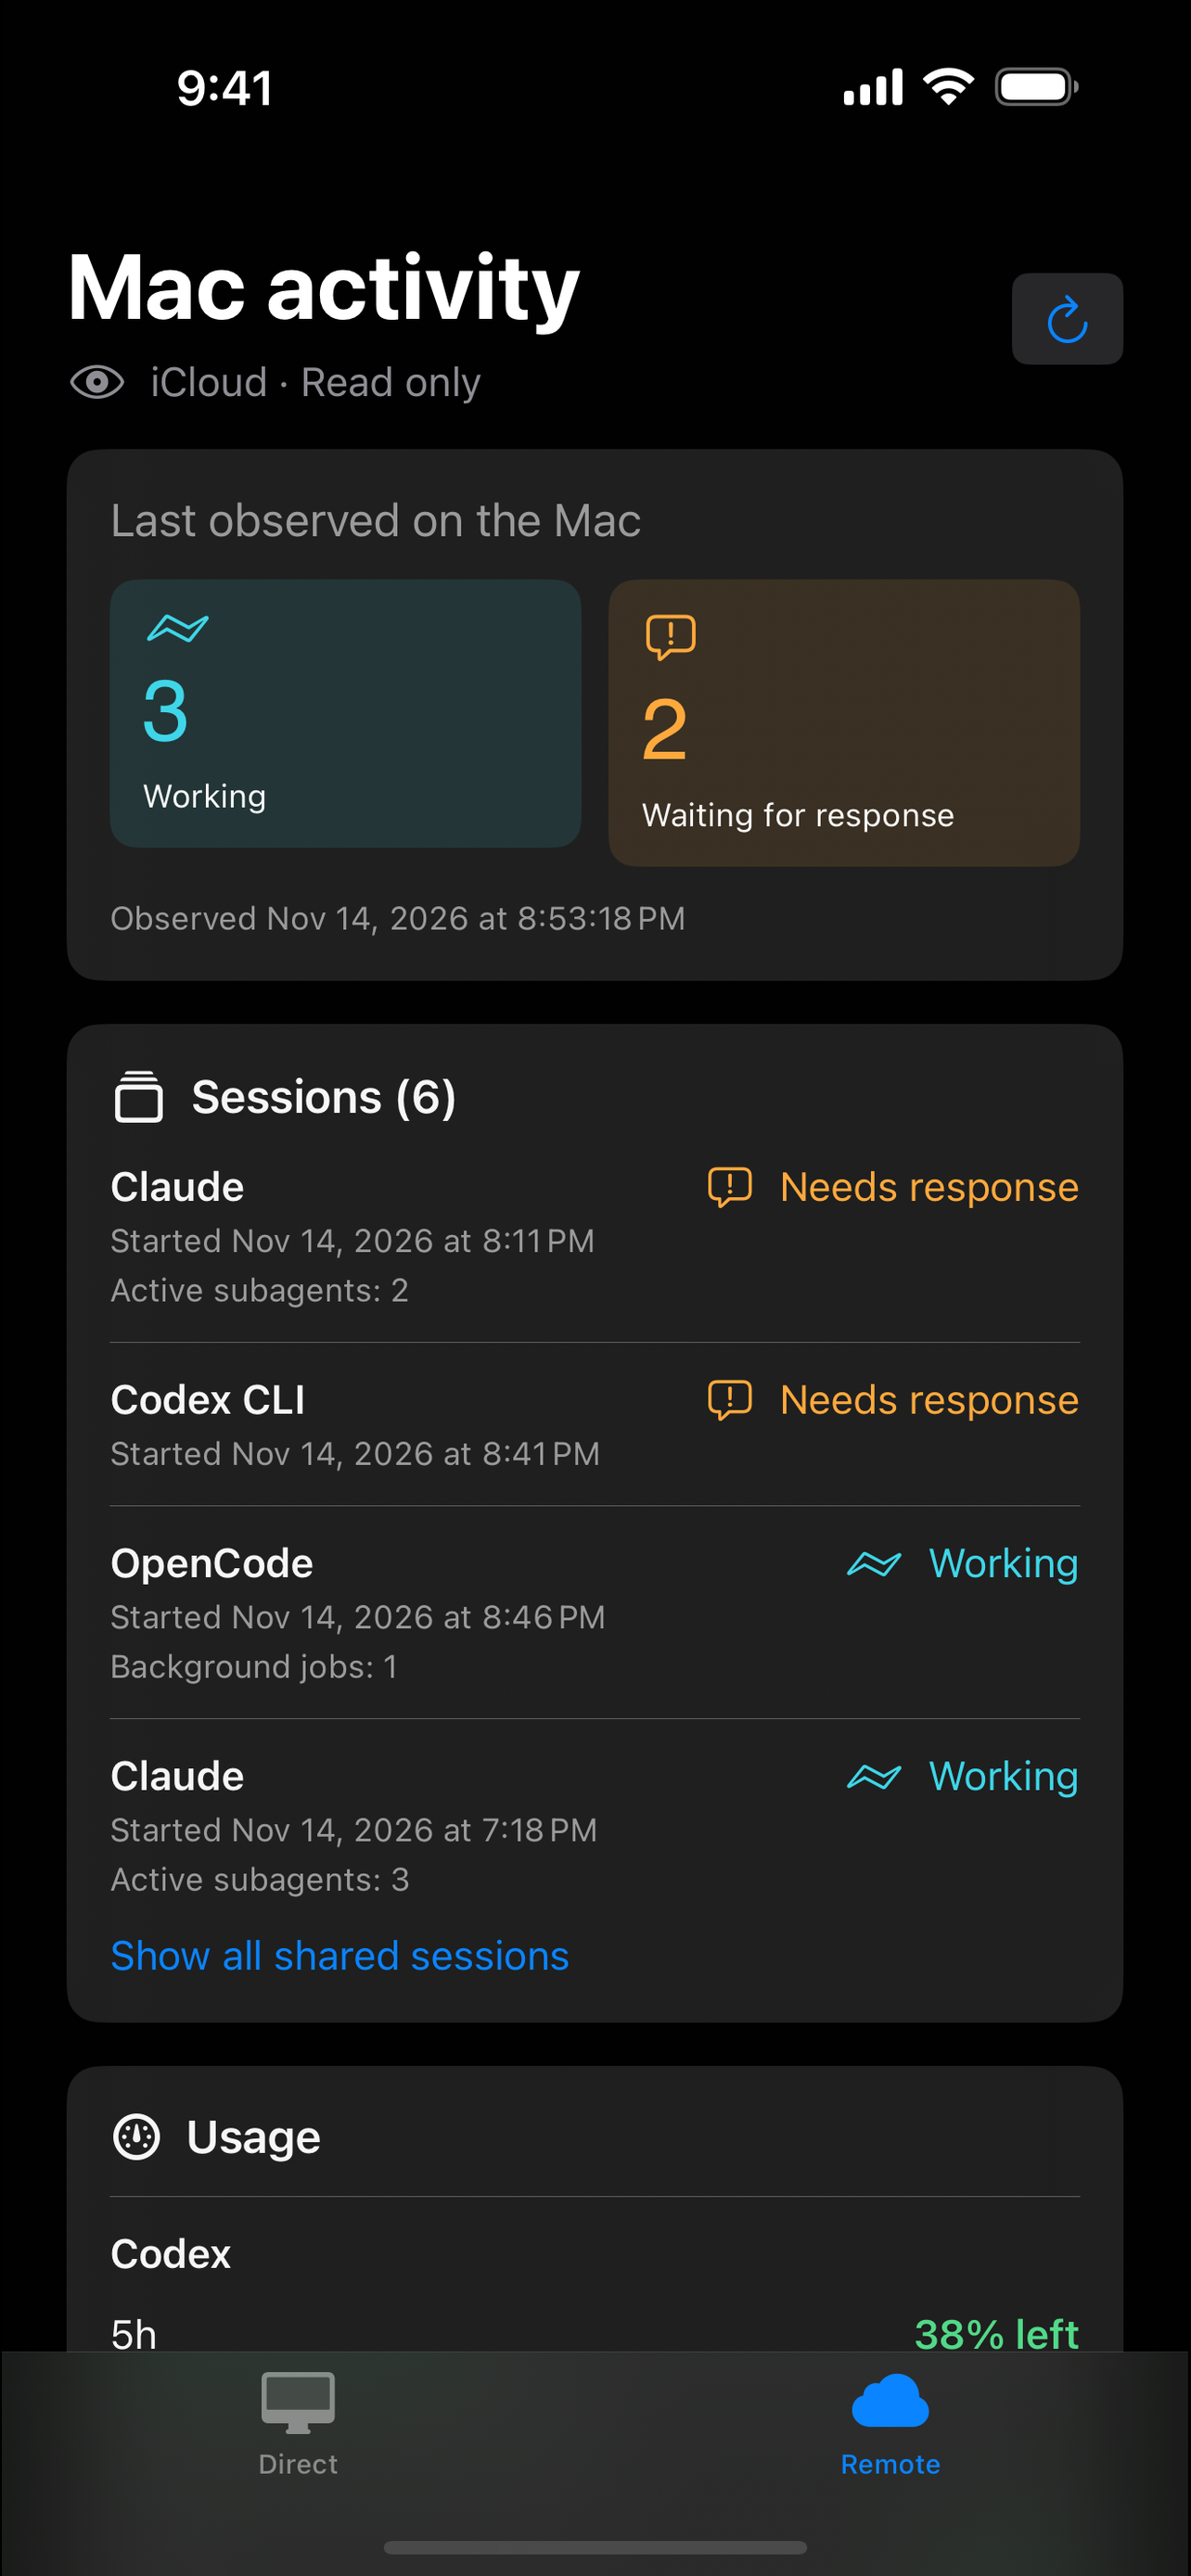 9:41
Mac activity
iCloud · Read only
Last observed on the Mac
3
Working
2
Waiting for response
Observed Nov 14, 2026 at 8:53:18 PM
Sessions (6)
Claude
Needs response
Started Nov 14, 2026 at 8:11 PM
Active subagents: 2
Codex CLI
Needs response
Started Nov 14, 2026 at 8:41 PM
OpenCode
Working
Started Nov 14, 2026 at 8:46 PM
Background jobs: 1
Claude
Working
Started Nov 14, 2026 at 7:18 PM
Active subagents: 3
Show all shared sessions
Usage
Codex
5h
38% left
Direct
Remote